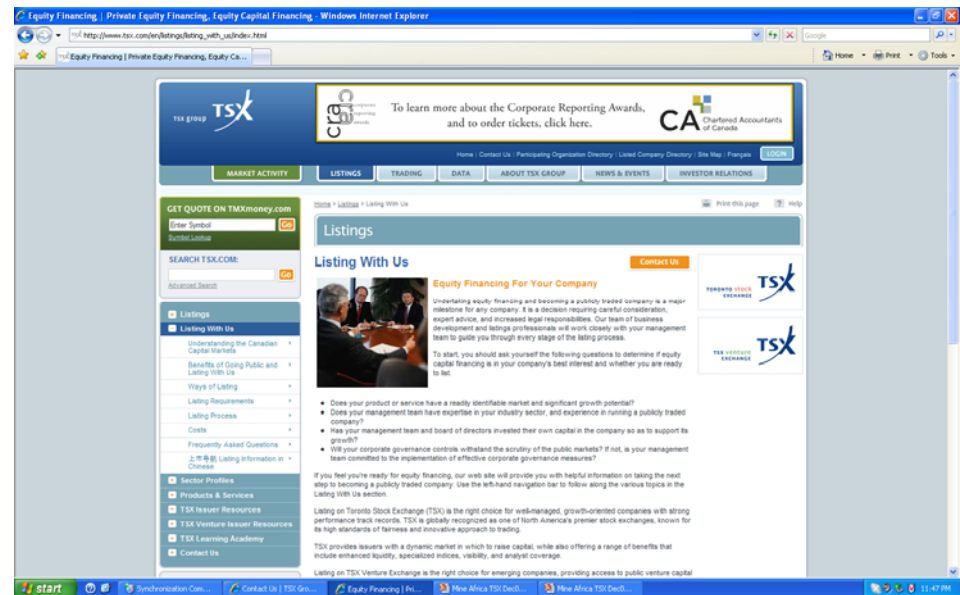 Equity Financing | Private Equity Financing, Equity Capital Financing - Windows Internet Explorer
http://www.tsx.com/en/listings/listing_with_us/index.html
Google
Equity Financing | Private Equity Financing, Equity Ca...
Home
Print
Tools
TSX group TSX
cra
To learn more about the Corporate Reporting Awards,
and to order tickets, click here.
CA Chartered Accountants
of Canada
Home | Contact Us | Participating Organization Directory | Listed Company Directory | Site Map | Français
LOGIN
MARKET ACTIVITY
LISTINGS
TRADING
DATA
ABOUT TSX GROUP
NEWS & EVENTS
INVESTOR RELATIONS
GET QUOTE ON TMXmoney.com
Enter Symbol
Go
Symbol Lookup
SEARCH TSX.COM:
Go
Advanced Search
Listings
Listing With Us
Understanding the Canadian
Capital Markets
Benefits of Going Public and
Listing With Us
Ways of Listing
Listing Requirements
Listing Process
Costs
Frequently Asked Questions
上市导航 Listing Information in
Chinese
Sector Profiles
Products & Services
TSX Issuer Resources
TSX Venture Issuer Resources
TSX Learning Academy
Contact Us
Home > Listings > Listing With Us
Print this page
Help
Listings
Listing With Us
Contact Us
Equity Financing For Your Company
Undertaking equity financing and becoming a publicly traded company is a major
milestone for any company. It is a decision requiring careful consideration,
expert advice, and increased legal responsibilities. Our team of business
development and listings professionals will work closely with your management
team to guide you through every stage of the listing process.
To start, you should ask yourself the following questions to determine if equity
capital financing is in your company's best interest and whether you are ready
to list.
Does your product or service have a readily identifiable market and significant growth potential?
Does your management team have expertise in your industry sector, and experience in running a publicly traded
company?
Has your management team and board of directors invested their own capital in the company so as to support its
growth?
Will your corporate governance controls withstand the scrutiny of the public markets? If not, is your management
team committed to the implementation of effective corporate governance measures?
If you feel you're ready for equity financing, our web site will provide you with helpful information on taking the next
step to becoming a publicly traded company. Use the left-hand navigation bar to follow along the various topics in the
Listing With Us section.
Listing on Toronto Stock Exchange (TSX) is the right choice for well-managed, growth-oriented companies with strong
performance track records. TSX is globally recognized as one of North America's premier stock exchanges, known for
its high standards of fairness and innovative approach to trading.
TSX provides issuers with a dynamic market in which to raise capital, while also offering a range of benefits that
include enhanced liquidity, specialized indices, visibility, and analyst coverage.
Listing on TSX Venture Exchange is the right choice for emerging companies, providing access to public venture capital
TORONTO STOCK
EXCHANGE TSX
TSX VENTURE
EXCHANGE TSX
start
Synchronization Com...
Contact Us | TSX Gro...
Equity Financing | Pri...
Mine Africa TSX Dec0...
Mine Africa TSX Dec0...
11:47 PM